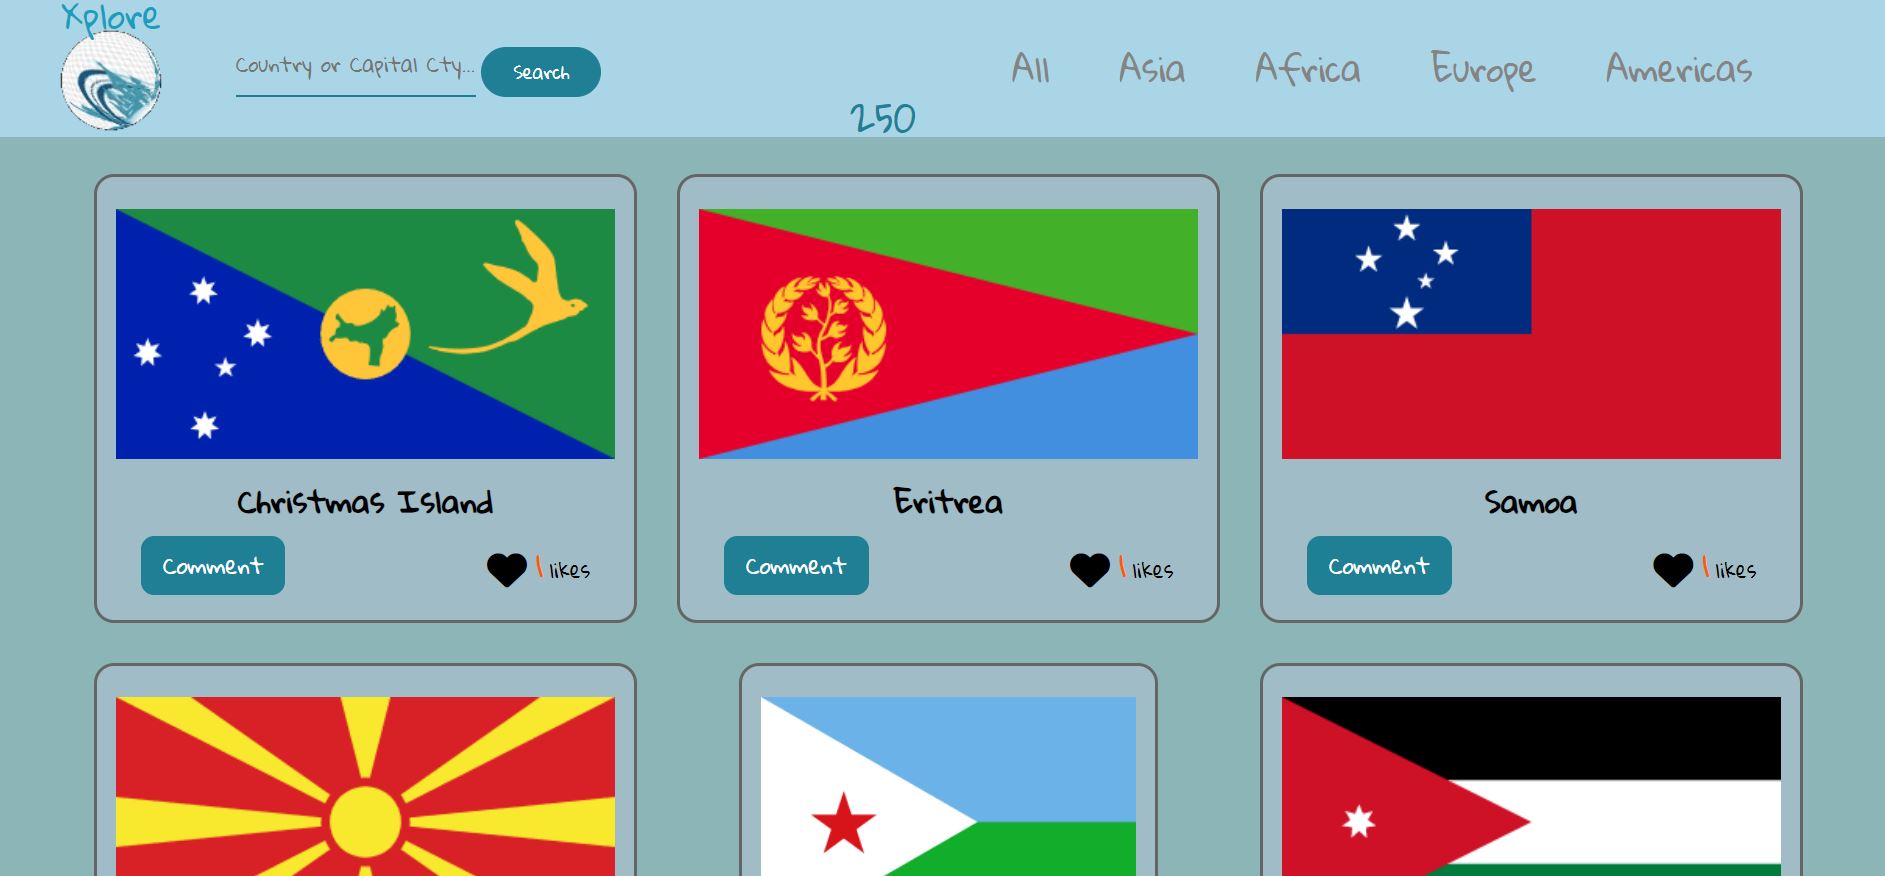 Xplore
Country or Capital Cty...
Search
All
Asia
Africa
Europe
Americas
250
Christmas Island
Eritrea
Samoa
Comment
1 likes
Comment
1 likes
Comment
1 likes